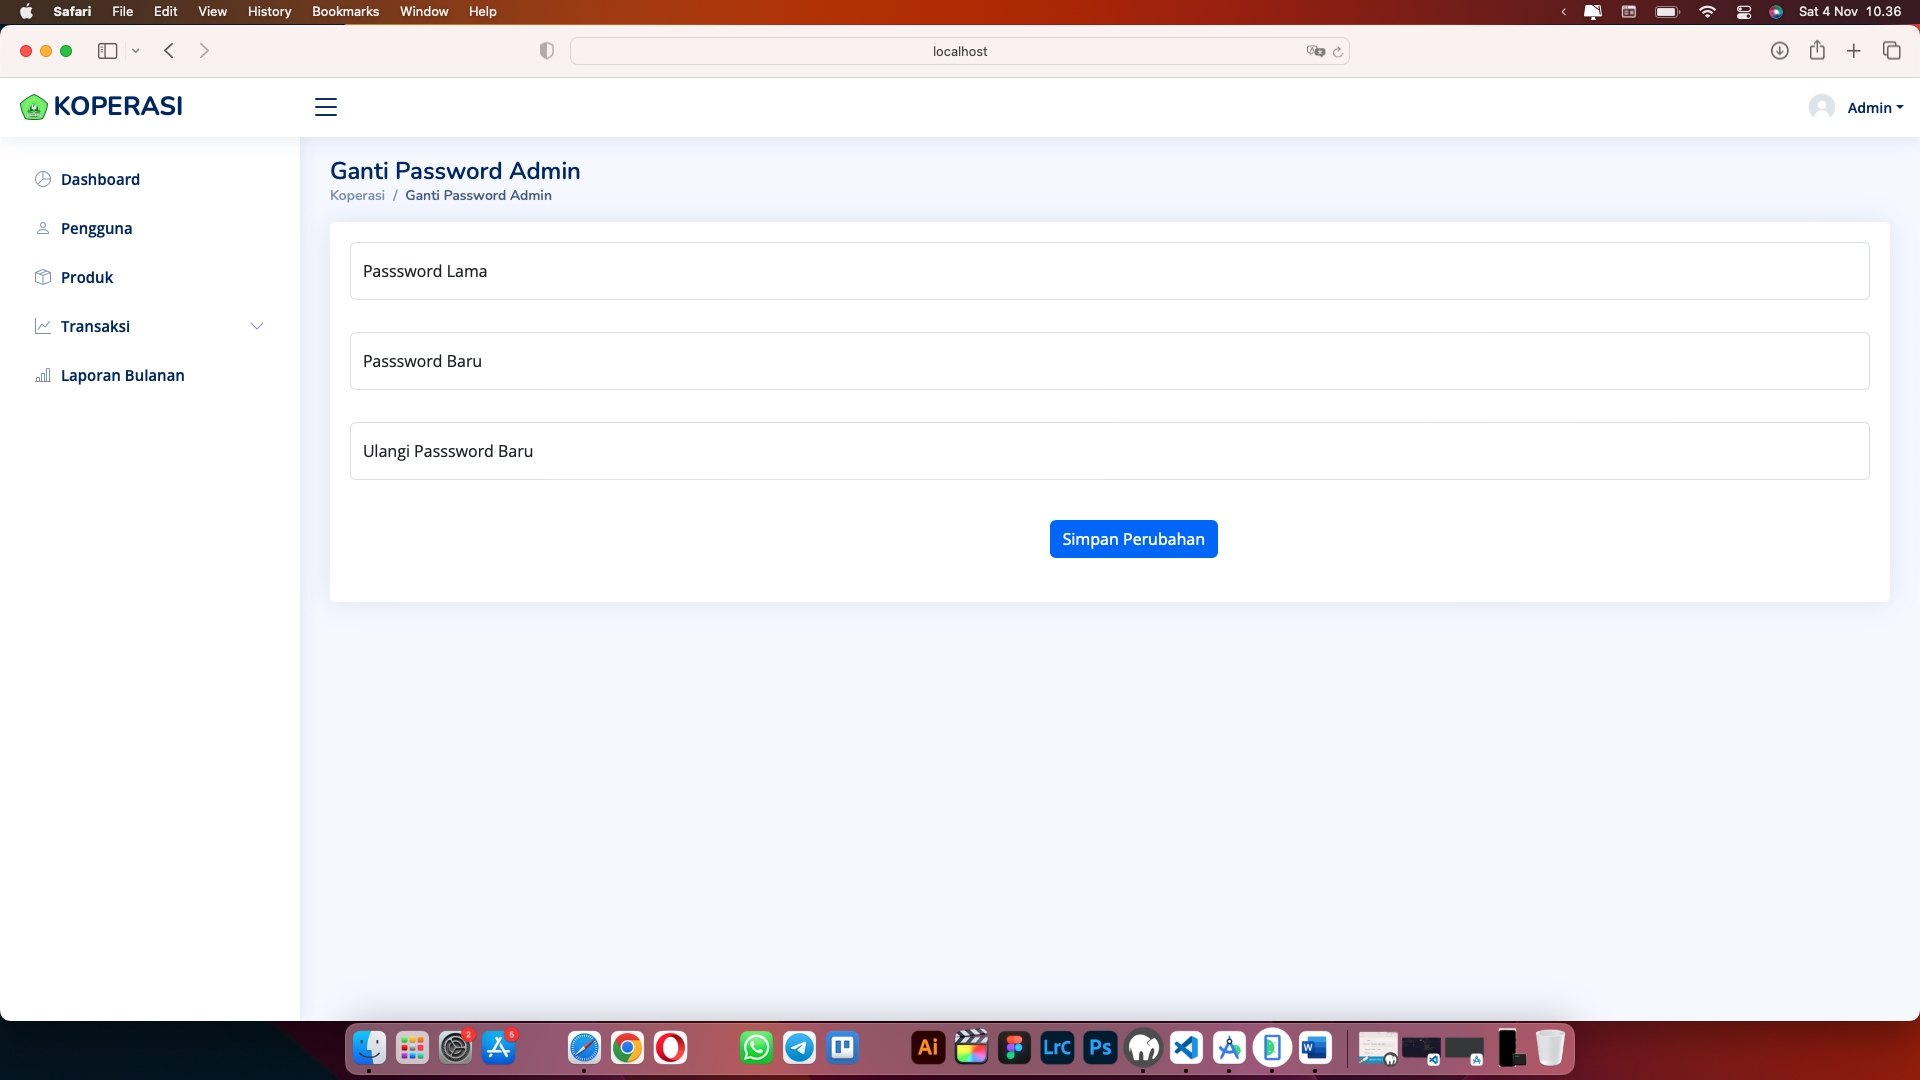 Safari File Edit View History Bookmarks Window Help Sat 4 Nov 10.36
localhost
KOPERASI
Admin
Dashboard
Pengguna
Produk
Transaksi
Laporan Bulanan
Ganti Password Admin
Koperasi / Ganti Password Admin
Passsword Lama
Passsword Baru
Ulangi Passsword Baru
Simpan Perubahan
2
5
Ai
LrC
Ps
W